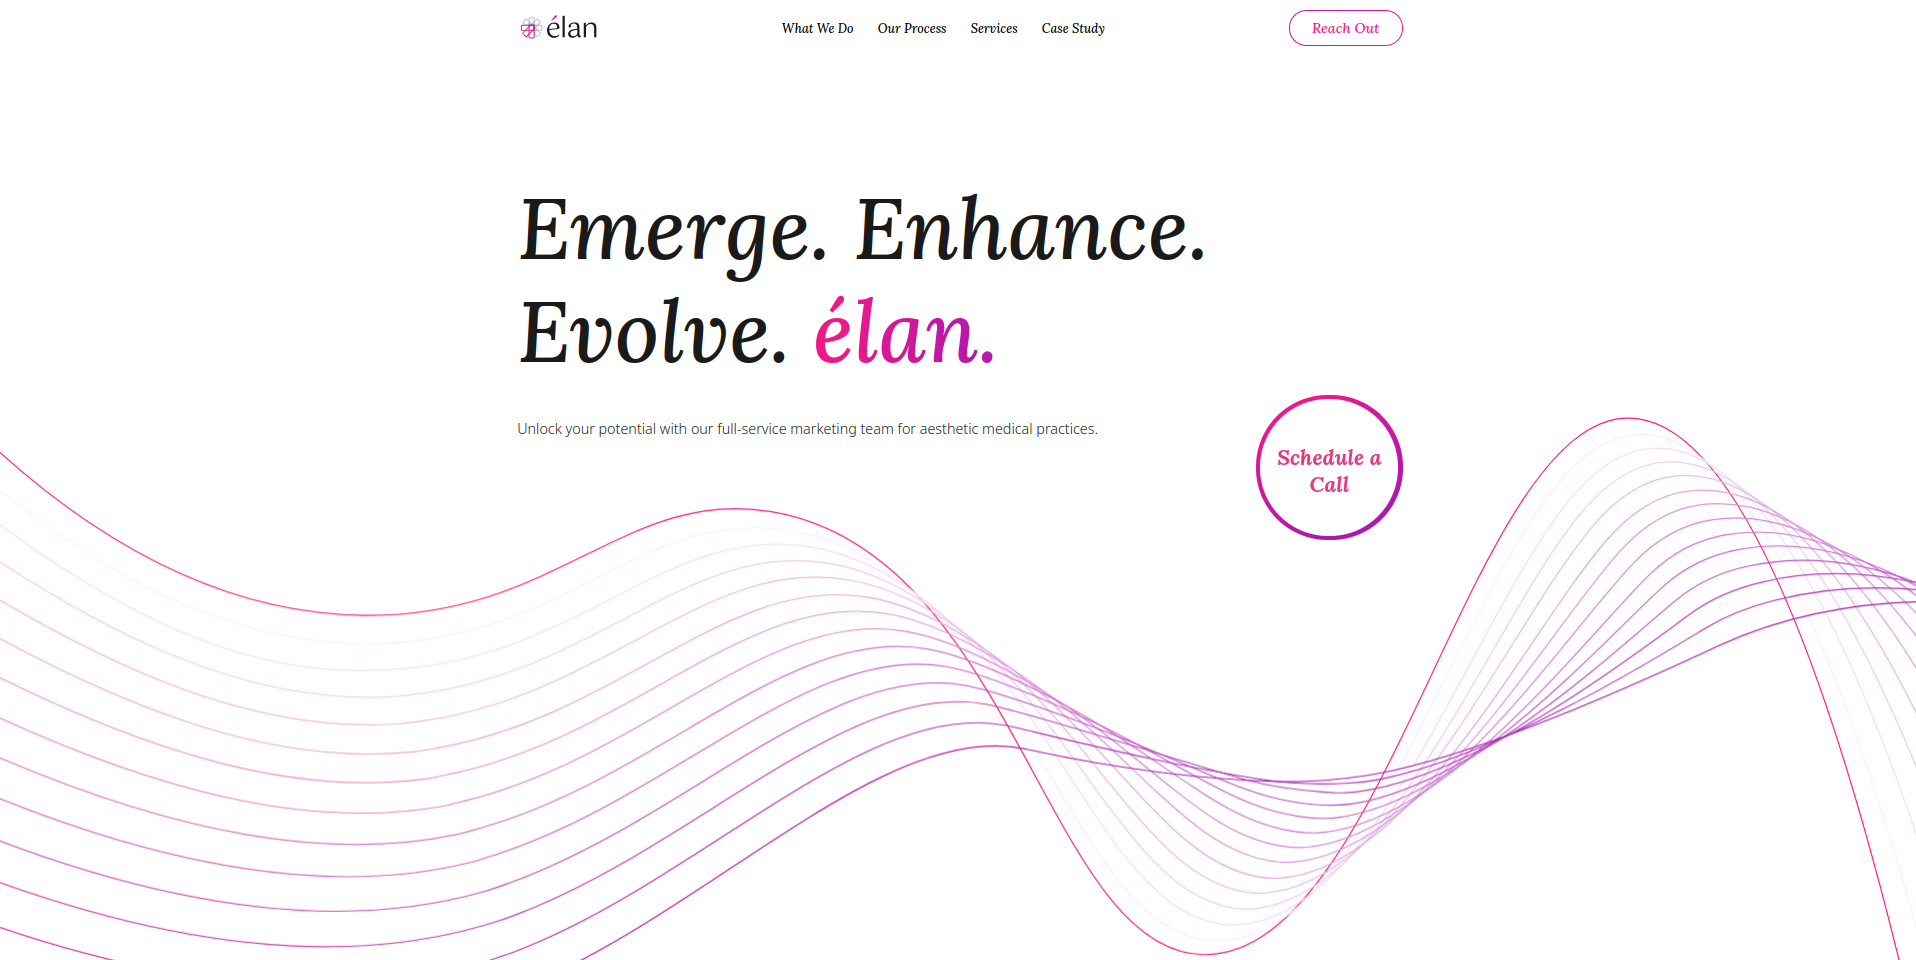 élan
What We Do
Our Process
Services
Case Study
Reach Out
Emerge. Enhance.
Evolve. élan.
Unlock your potential with our full-service marketing team for aesthetic medical practices.
Schedule a
Call